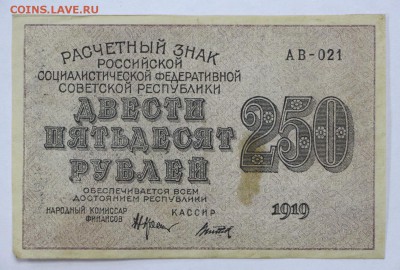 COINS.LAVE.RU
РАСЧЕТНЫЙ ЗНАК
РОССИЙСКОЙ
СОЦИАЛИСТИЧЕСКОЙ ФЕДЕРАТИВНОЙ
СОВЕТСКОЙ РЕСПУБЛИКИ
АВ-021
ДВЕСТИ
ПЯТЬДЕСЯТ
РУБЛЕЙ
250
ОБЕСПЕЧИВАЕТСЯ ВСЕМ
ДОСТОЯНИЕМ РЕСПУБЛИКИ
НАРОДНЫЙ КОМИССАР
ФИНАНСОВ
КАССИР
1919